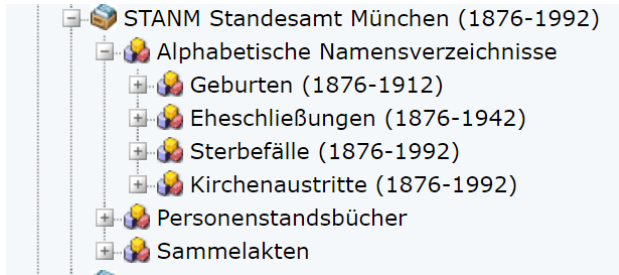 STANM Standesamt München (1876-1992)
Alphabetische Namensverzeichnisse
Geburten (1876-1912)
Eheschließungen (1876-1942)
Sterbefälle (1876-1992)
Kirchenaustritte (1876-1992)
Personenstandsbücher
Sammelakten